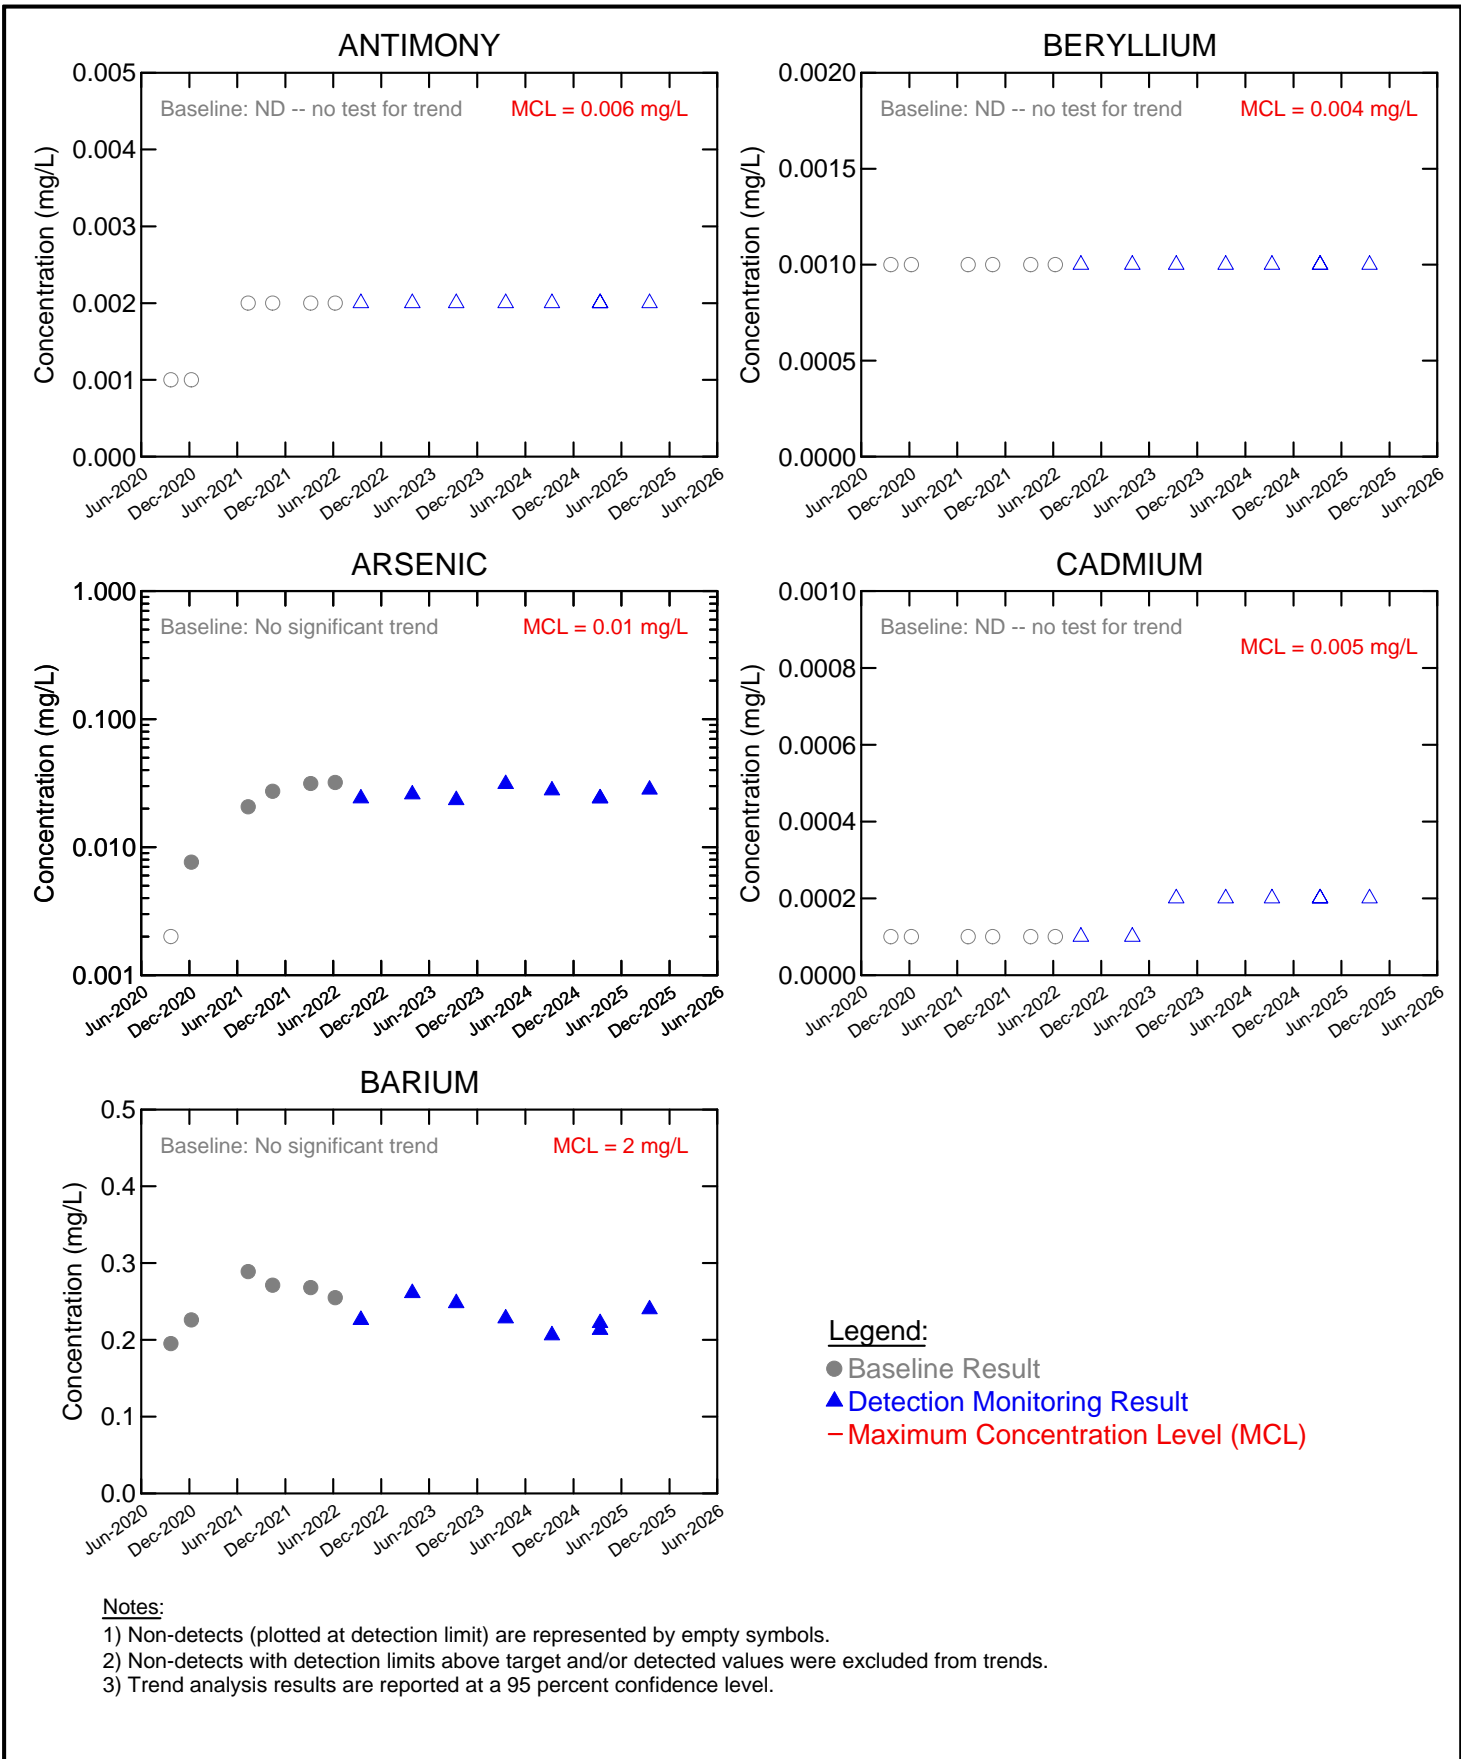 ANTIMONY
Baseline: ND -- no test for trend
MCL = 0.006 mg/L
Concentration (mg/L)
0.005
0.004
0.003
0.002
0.001
0.000
Jun-2020
Dec-2020
Jun-2021
Dec-2021
Jun-2022
Dec-2022
Jun-2023
Dec-2023
Jun-2024
Dec-2024
Jun-2025
Dec-2025
Jun-2026
BERYLLIUM
Baseline: ND -- no test for trend
MCL = 0.004 mg/L
Concentration (mg/L)
0.0020
0.0015
0.0010
0.0005
0.0000
Jun-2020
Dec-2020
Jun-2021
Dec-2021
Jun-2022
Dec-2022
Jun-2023
Dec-2023
Jun-2024
Dec-2024
Jun-2025
Dec-2025
Jun-2026
ARSENIC
Baseline: No significant trend
MCL = 0.01 mg/L
Concentration (mg/L)
1.000
0.100
0.010
0.001
Jun-2020
Dec-2020
Jun-2021
Dec-2021
Jun-2022
Dec-2022
Jun-2023
Dec-2023
Jun-2024
Dec-2024
Jun-2025
Dec-2025
Jun-2026
CADMIUM
Baseline: ND -- no test for trend
MCL = 0.005 mg/L
Concentration (mg/L)
0.0010
0.0008
0.0006
0.0004
0.0002
0.0000
Jun-2020
Dec-2020
Jun-2021
Dec-2021
Jun-2022
Dec-2022
Jun-2023
Dec-2023
Jun-2024
Dec-2024
Jun-2025
Dec-2025
Jun-2026
BARIUM
Baseline: No significant trend
MCL = 2 mg/L
Concentration (mg/L)
0.5
0.4
0.3
0.2
0.1
0.0
Jun-2020
Dec-2020
Jun-2021
Dec-2021
Jun-2022
Dec-2022
Jun-2023
Dec-2023
Jun-2024
Dec-2024
Jun-2025
Dec-2025
Jun-2026
Legend:
Baseline Result
Detection Monitoring Result
Maximum Concentration Level (MCL)
Notes:
1) Non-detects (plotted at detection limit) are represented by empty symbols.
2) Non-detects with detection limits above target and/or detected values were excluded from trends.
3) Trend analysis results are reported at a 95 percent confidence level.